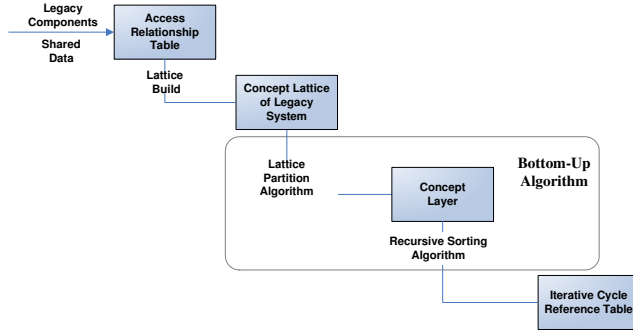 Legacy
Components
Shared
Data
Access
Relationship
Table
Lattice
Build
Concept Lattice
of Legacy
System
Lattice
Partition
Algorithm
Bottom-Up
Algorithm
Concept
Layer
Recursive Sorting
Algorithm
Iterative Cycle
Reference Table